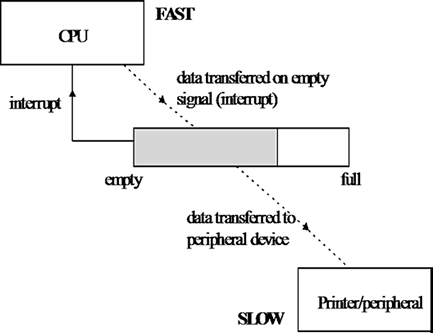 FAST
CPU
data transferred on empty
signal (interrupt)
interrupt
empty
full
data transferred to
peripheral device
Printer/peripheral
SLOW